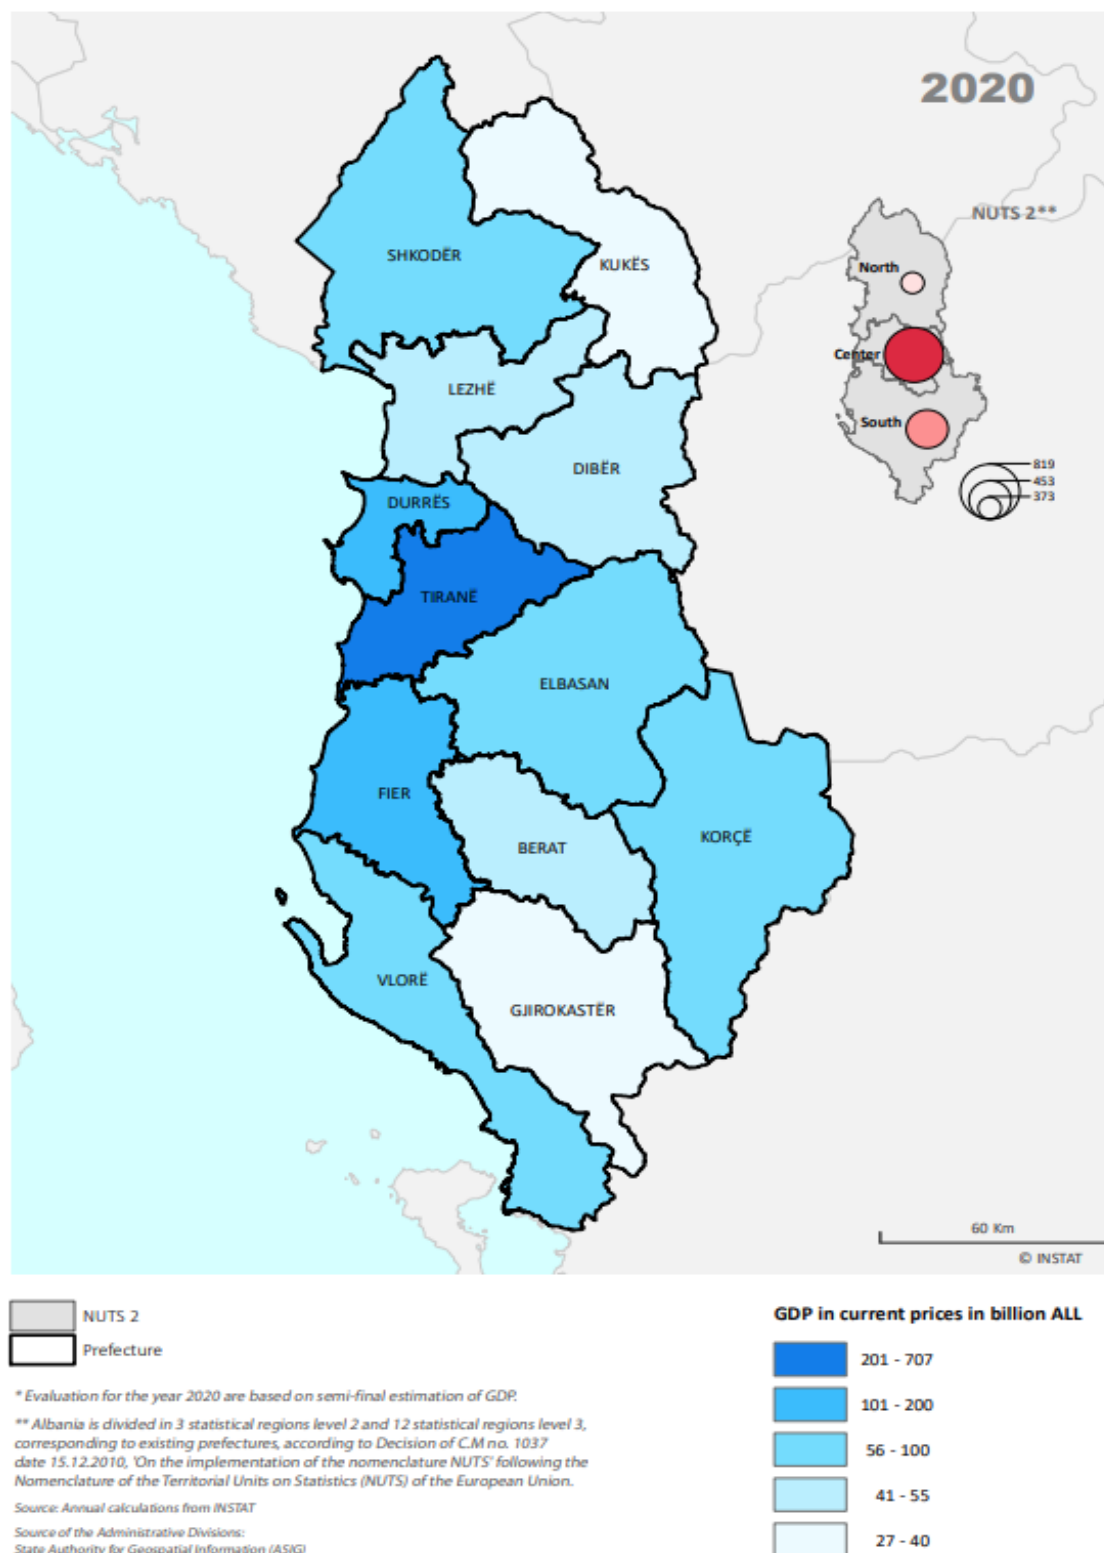 2020
NUTS 2**
SHKODËR
KUKËS
North
Center
LEZHË
South
DIBËR
819
453
373
DURRËS
TIRANË
ELBASAN
FIER
KORÇË
BERAT
VLORË
GJIROKASTËR
60 Km
© INSTAT
NUTS 2
Prefecture
GDP in current prices in billion ALL
201 - 707
101 - 200
56 - 100
41 - 55
27 - 40
* Evaluation for the year 2020 are based on semi-final estimation of GDP.
** Albania is divided in 3 statistical regions level 2 and 12 statistical regions level 3,
corresponding to existing prefectures, according to Decision of C.M no. 1037
date 15.12.2010, 'On the implementation of the nomenclature NUTS' following the
Nomenclature of the Territorial Units on Statistics (NUTS) of the European Union.
Source: Annual calculations from INSTAT
Source of the Administrative Divisions:
State Authority for Geospatial Information (ASIG)